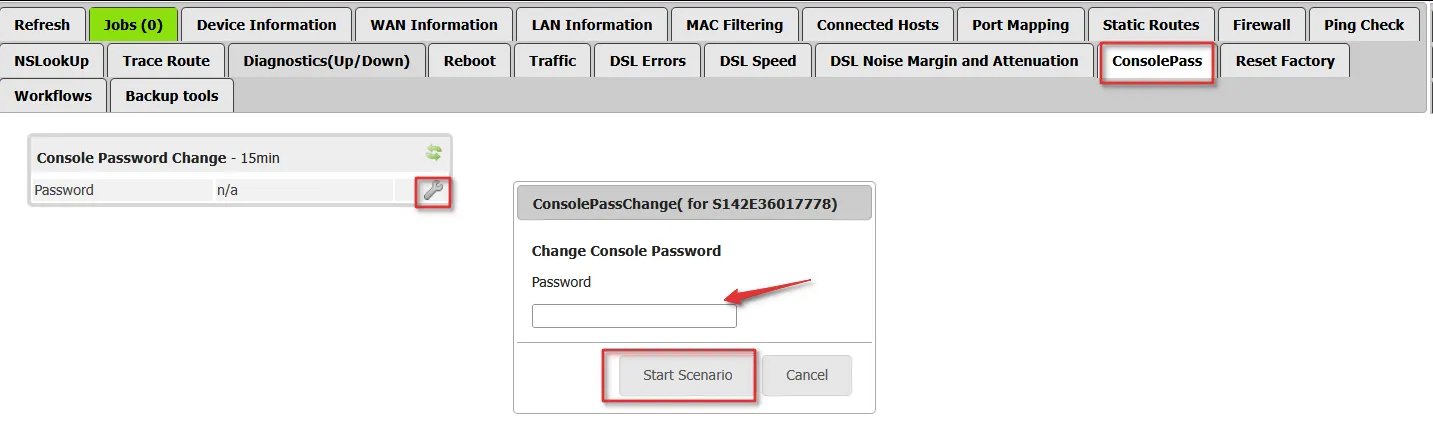 Refresh Jobs (0) Device Information WAN Information LAN Information MAC Filtering Connected Hosts Port Mapping Static Routes Firewall Ping Check
NSLookUp Trace Route Diagnostics(Up/Down) Reboot Traffic DSL Errors DSL Speed DSL Noise Margin and Attenuation ConsolePass Reset Factory
Workflows Backup tools
Console Password Change - 15min
Password n/a
ConsolePassChange( for S142E36017778)
Change Console Password
Password
Start Scenario Cancel